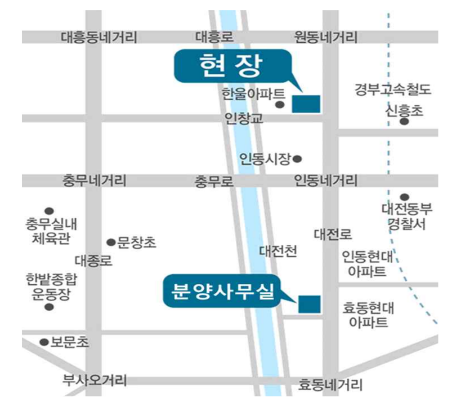 대흥동네거리
대흥로
원동네거리
현 장
한울아파트
경부고속철도
신흥초
인창교
인동시장
충무네거리
충무로
인동네거리
충무실내
체육관
문창초
대종로
대전천
대전로
대전동부
경찰서
인동현대
아파트
한밭종합
운동장
분양사무실
효동현대
아파트
보문초
부사오거리
효동네거리